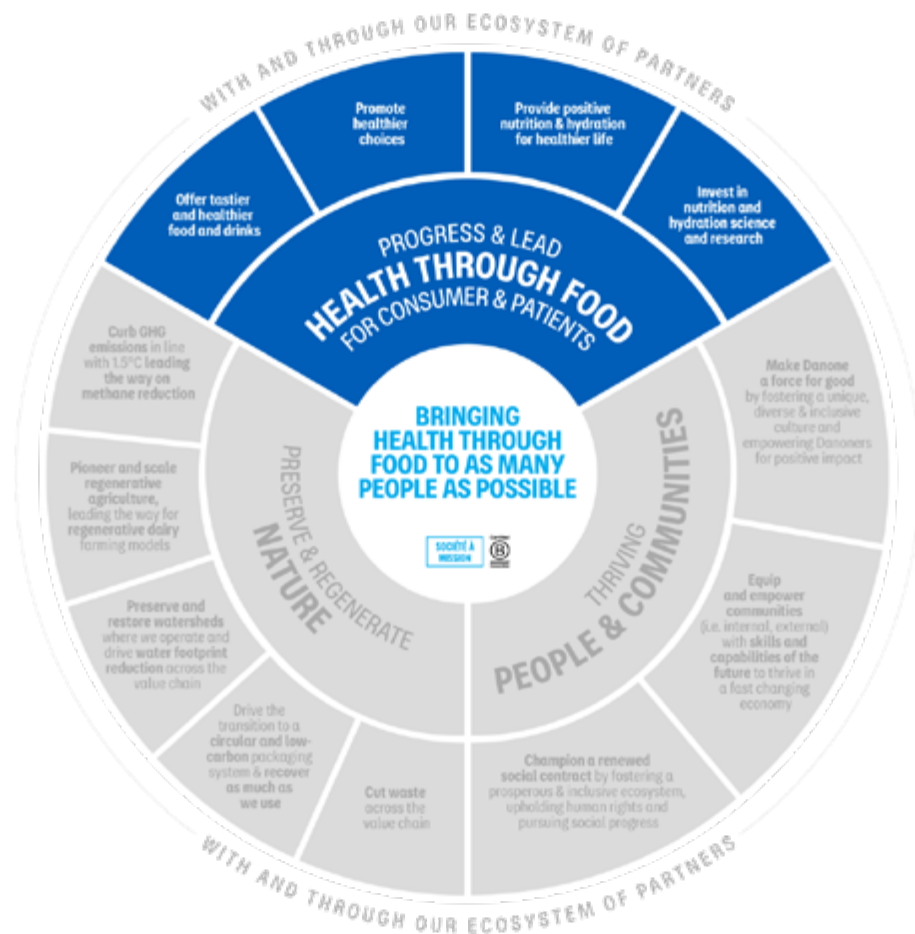 WITH AND THROUGH OUR ECOSYSTEM OF PARTNERS
Offer tastier
and healthier
food and drinks
Promote
healthier
choices
Provide positive
nutrition & hydration
for healthier life
Invest in
nutrition and
hydration science
and research
PROGRESS & LEAD
HEALTH THROUGH FOOD
FOR CONSUMER & PATIENTS
BRINGING
HEALTH THROUGH
FOOD TO AS MANY
PEOPLE AS POSSIBLE
SOCIÉTÉ À
MISSION
B
PRESERVE & REGENERATE
NATURE
Curb GHG
emissions in line
with 1.5°C leading
the way on
methane reduction
Pioneer and scale
regenerative
agriculture,
leading the way for
regenerative dairy
farming models
Preserve and
restore watersheds
where we operate and
drive water footprint
reduction across the
value chain
Drive the
transition to a
circular and low-
carbon packaging
system & recover
as much as
we use
Cut waste
across the
value chain
THRIVING
PEOPLE & COMMUNITIES
Make Danone
a force for good
by fostering a unique,
diverse & inclusive
culture and
empowering Danoners
for positive impact
Equip
and empower
communities
(i.e. internal, external)
with skills and
capabilities of the
future to thrive in
a fast changing
economy
Champion a renewed
social contract by fostering a
prosperous & inclusive ecosystem,
upholding human rights and
pursuing social progress
WITH AND THROUGH OUR ECOSYSTEM OF PARTNERS